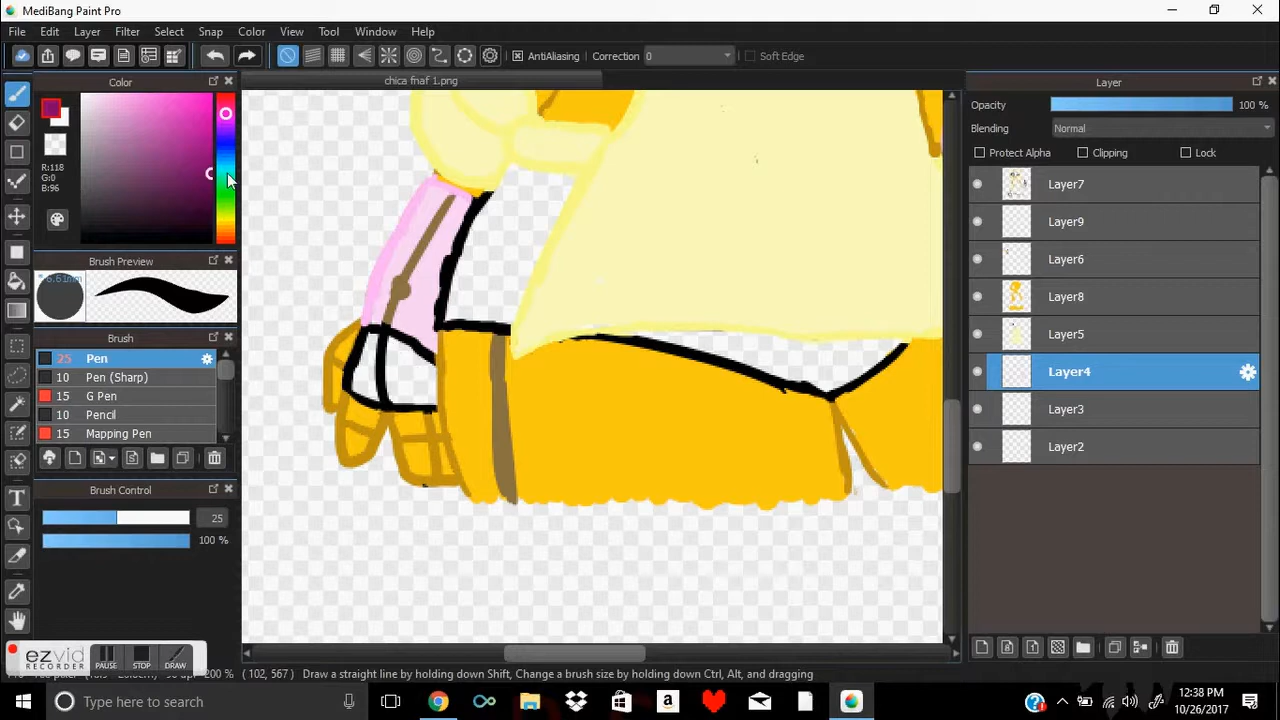 MediBang Paint Pro
File Edit View Layer Filter Select Snap Color View Tool Window Help
AntiAliasing Correction 0 Soft Edge
Color
chica fnaf 1.png
Layer
Opacity 100 %
Blending Normal
Protect Alpha Clipping Lock
R:118
G:0
B:96
Layer7
Layer9
Layer6
Layer8
Layer5
Layer4
Layer3
Layer2
Brush Preview
6.61mm
Brush
25 Pen
10 Pen (Sharp)
15 G Pen
10 Pencil
15 Mapping Pen
Brush Control
25
100 %
ezvid
RECORDER
PAUSE STOP DRAW
200 % ( 102, 567 ) Draw a straight line by holding down Shift, Change a brush size by holding down Ctrl, Alt, and dragging
Type here to search
12:38 PM
10/26/2017